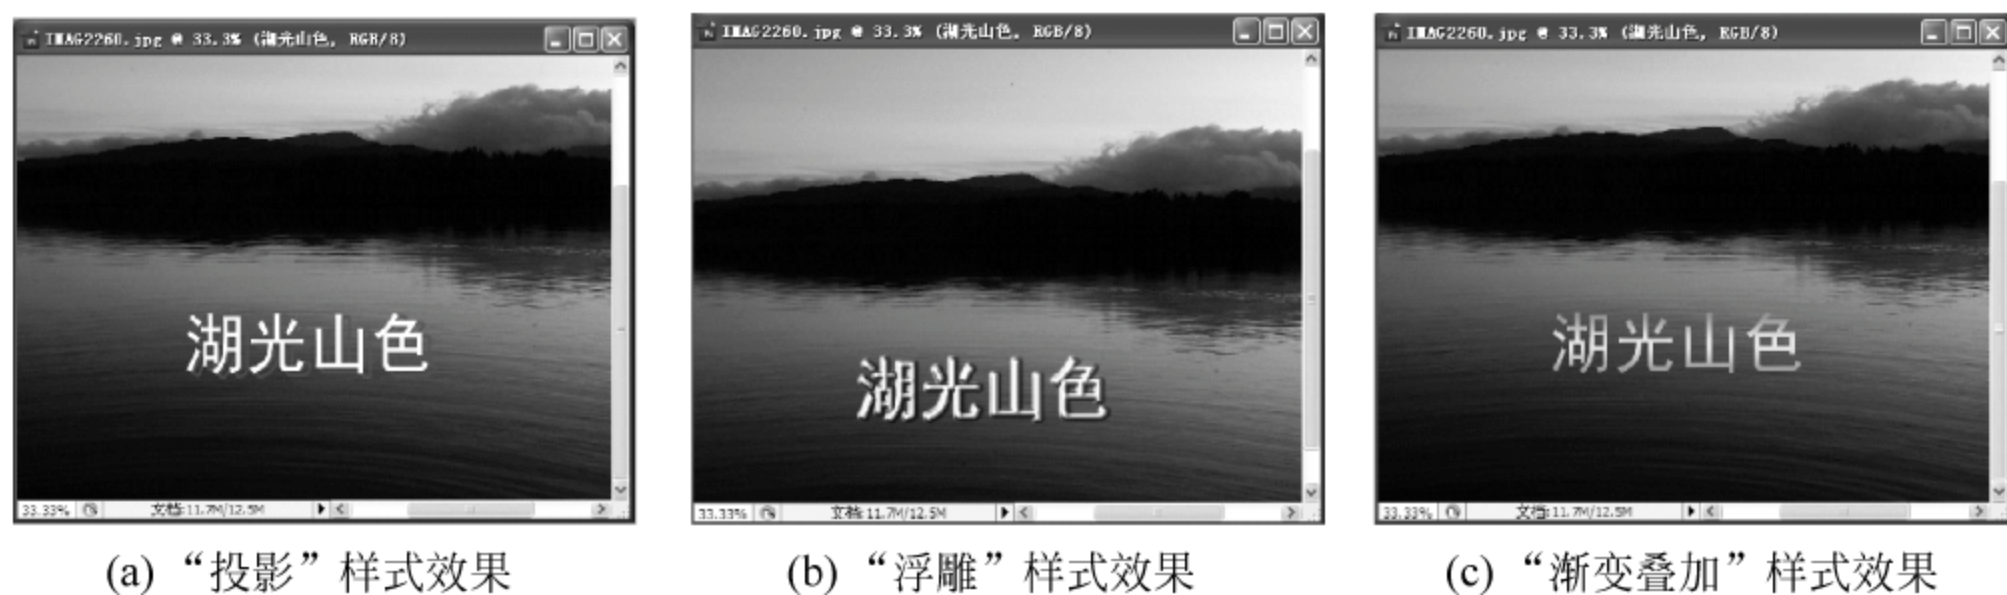 IMAG2260.jpg @ 33.3% (湖光山色, RGB/8)
湖光山色
33.33% 文档:11.7M/12.5M
(a) “投影”样式效果
IMAG2260.jpg @ 33.3% (湖光山色, RGB/8)
湖光山色
33.33% 文档:11.7M/12.5M
(b) “浮雕”样式效果
IMAG2260.jpg @ 33.3% (湖光山色, RGB/8)
湖光山色
33.33% 文档:11.7M/12.5M
(c) “渐变叠加”样式效果